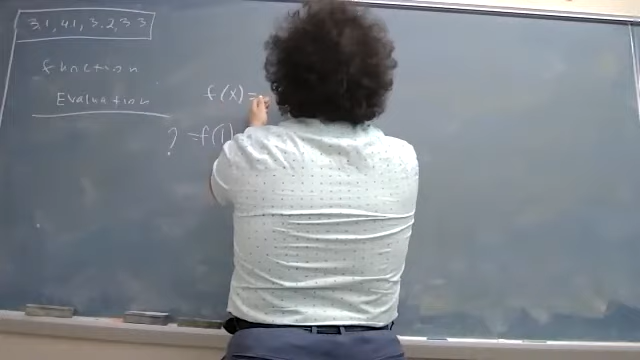 3.1, 4.1, 3.2, 3.3
function
Evaluation
f(x)=
? =f(1)